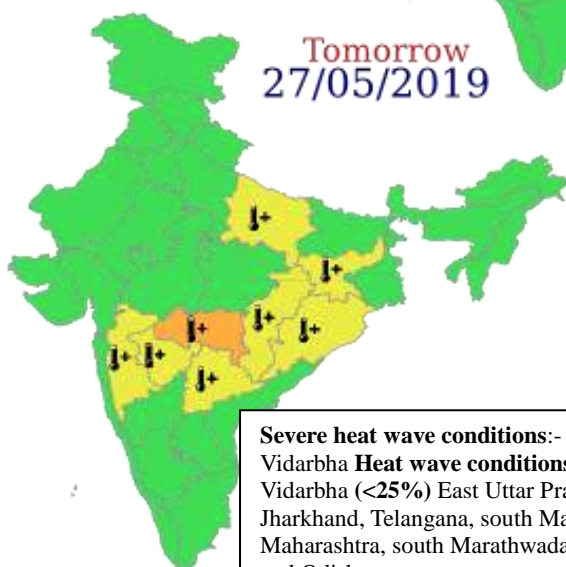 Tomorrow
27/05/2019
Severe heat wave conditions:-
Vidarbha Heat wave conditions
Vidarbha (<25%) East Uttar Pra
Jharkhand, Telangana, south Ma
Maharashtra, south Marathwada